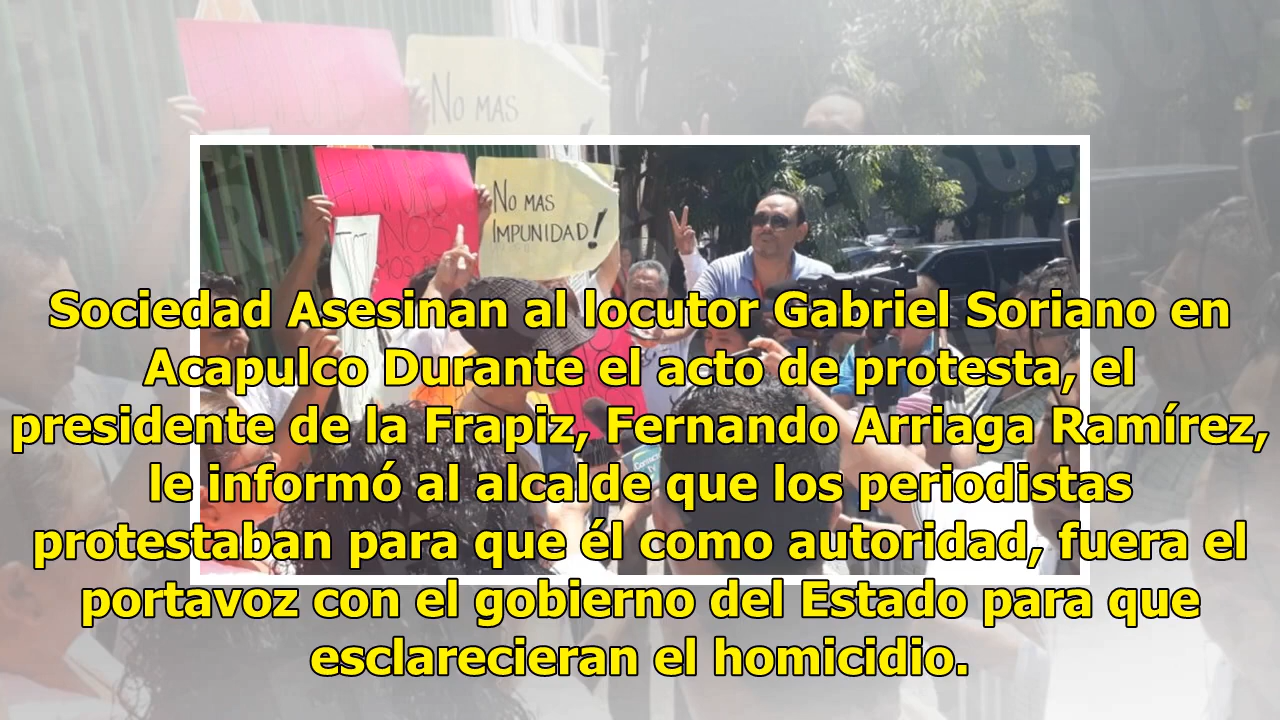 No MAS
No MAS
IMPUNIDAD!
NOS
Sociedad Asesinan al locutor Gabriel Soriano en
Acapulco Durante el acto de protesta, el
presidente de la Frapiz, Fernando Arriaga Ramírez,
le informó al alcalde que los periodistas
protestaban para que él como autoridad, fuera el
portavoz con el gobierno del Estado para que
esclarecieran el homicidio.